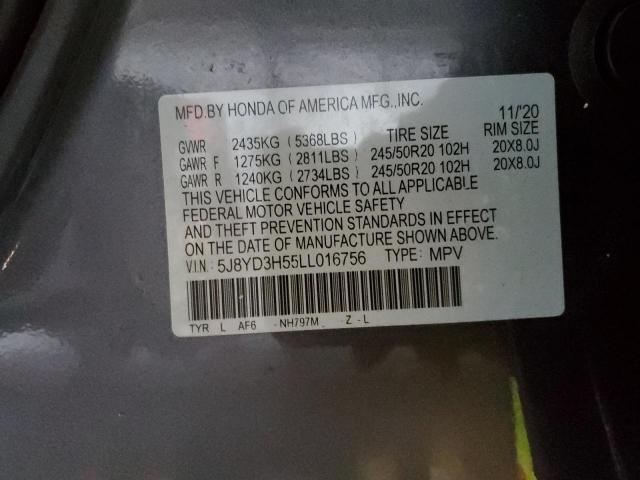 MFD.BY HONDA OF AMERICA MFG.,INC. 11/'20
GVWR 2435KG (5368LBS) TIRE SIZE RIM SIZE
GAWR F 1275KG (2811LBS) 245/50R20 102H 20X8.0J
GAWR R 1240KG (2734LBS) 245/50R20 102H 20X8.0J
THIS VEHICLE CONFORMS TO ALL APPLICABLE
FEDERAL MOTOR VEHICLE SAFETY
AND THEFT PREVENTION STANDARDS IN EFFECT
ON THE DATE OF MANUFACTURE SHOWN ABOVE.
V.I.N: 5J8YD3H55LL016756 TYPE: MPV
TYR L AF6 -NH797M Z - L